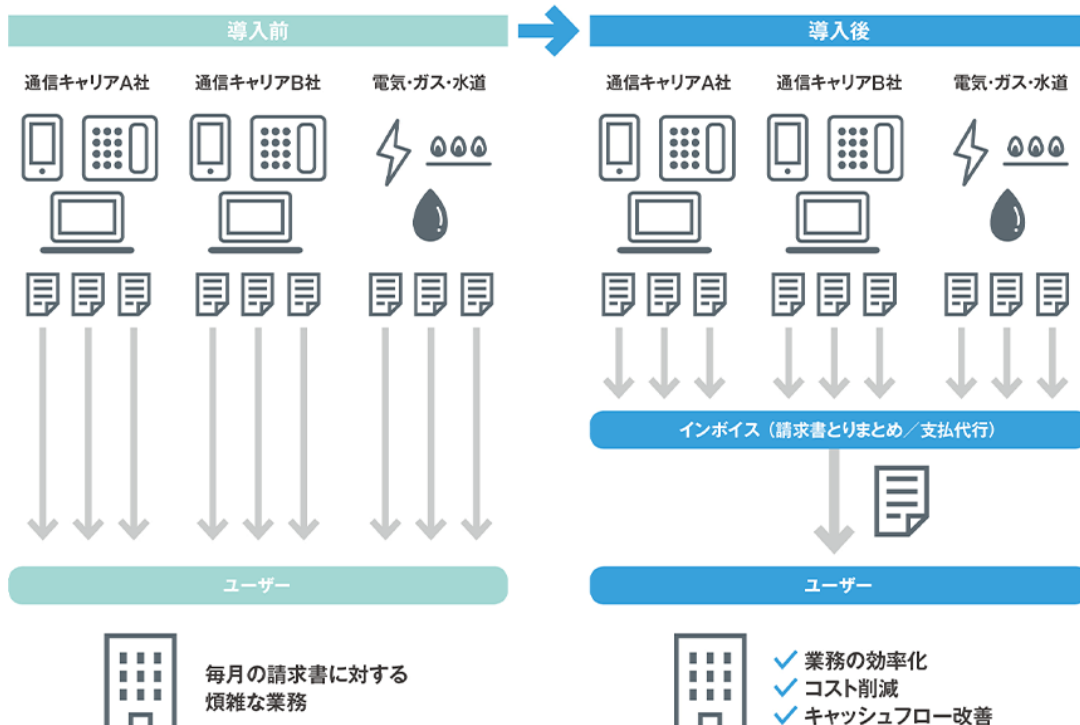 導入前
通信キャリアA社
通信キャリアB社
電気・ガス・水道
ユーザー
毎月の請求書に対する
煩雑な業務
導入後
通信キャリアA社
通信キャリアB社
電気・ガス・水道
インボイス（請求書とりまとめ／支払代行）
ユーザー
業務の効率化
コスト削減
キャッシュフロー改善